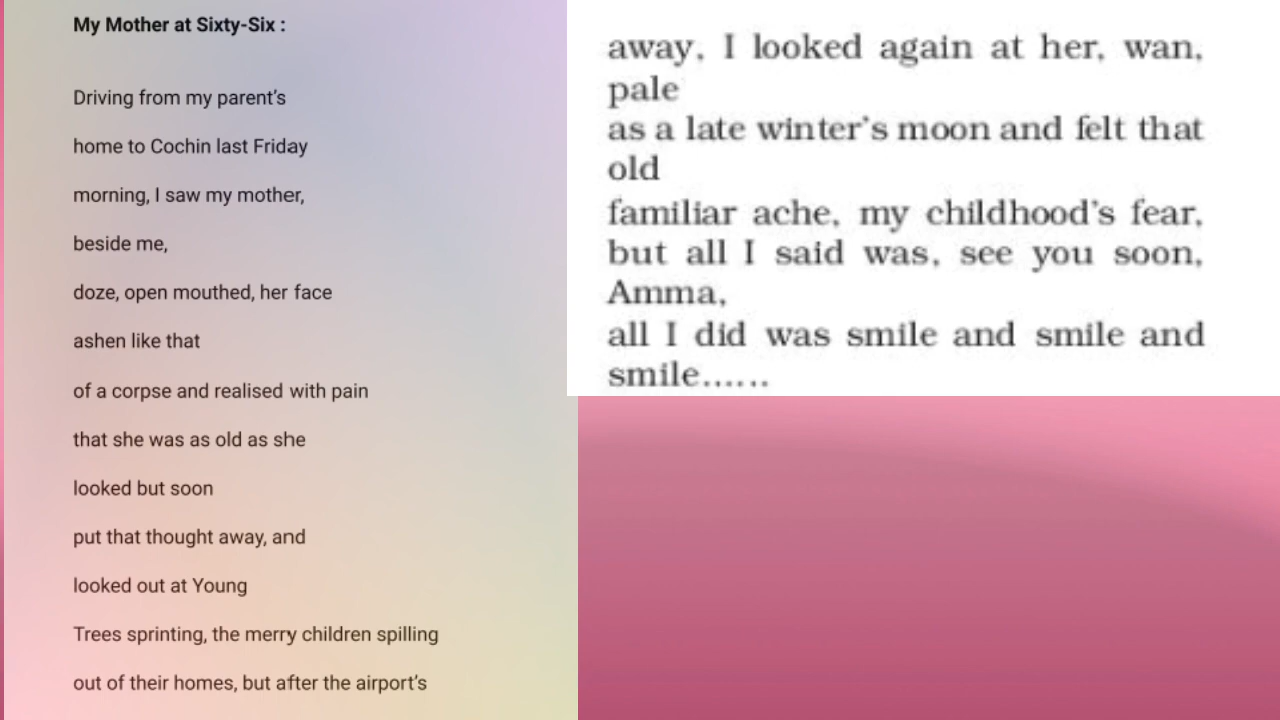 My Mother at Sixty-Six :
Driving from my parent’s
home to Cochin last Friday
morning, I saw my mother,
beside me,
doze, open mouthed, her face
ashen like that
of a corpse and realised with pain
that she was as old as she
looked but soon
put that thought away, and
looked out at Young
Trees sprinting, the merry children spilling
out of their homes, but after the airport’s
away, I looked again at her, wan,
pale
as a late winter’s moon and felt that
old
familiar ache, my childhood’s fear,
but all I said was, see you soon,
Amma,
all I did was smile and smile and
smile......